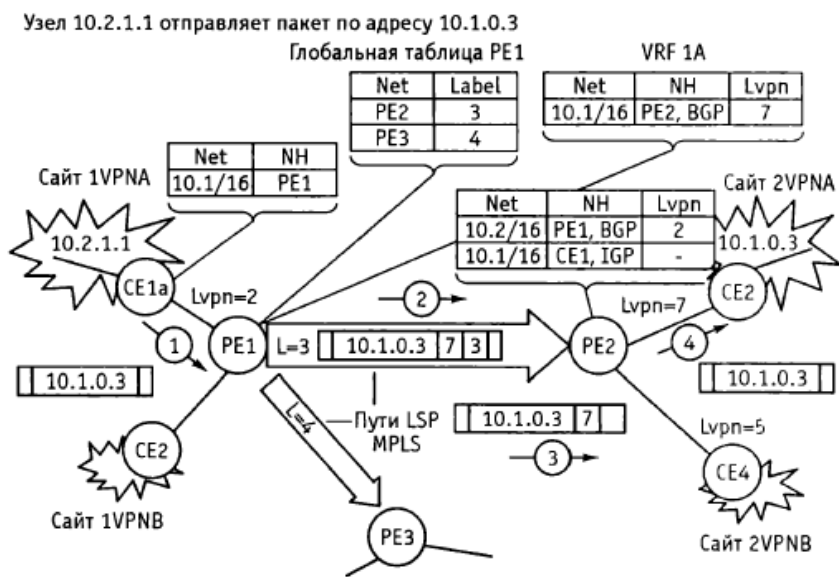 Узел 10.2.1.1 отправляет пакет по адресу 10.1.0.3
Глобальная таблица PE1
VRF 1A
Net Label
PE2 3
PE3 4
Net NH Lvpn
10.1/16 PE2, BGP 7
Net NH
10.1/16 PE1
Сайт 1VPNA
Сайт 2VPNA
Net NH Lvpn
10.2/16 PE1, BGP 2
10.1/16 CE1, IGP -
10.2.1.1
10.1.0.3
CE1a
Lvpn=2
2
Lvpn=7
CE2
1
PE1
L=3
10.1.0.3 7 3
PE2
4
10.1.0.3
10.1.0.3
L=4
Пути LSP
MPLS
10.1.0.3 7
3
Lvpn=5
CE2
CE4
Сайт 1VPNB
PE3
Сайт 2VPNB